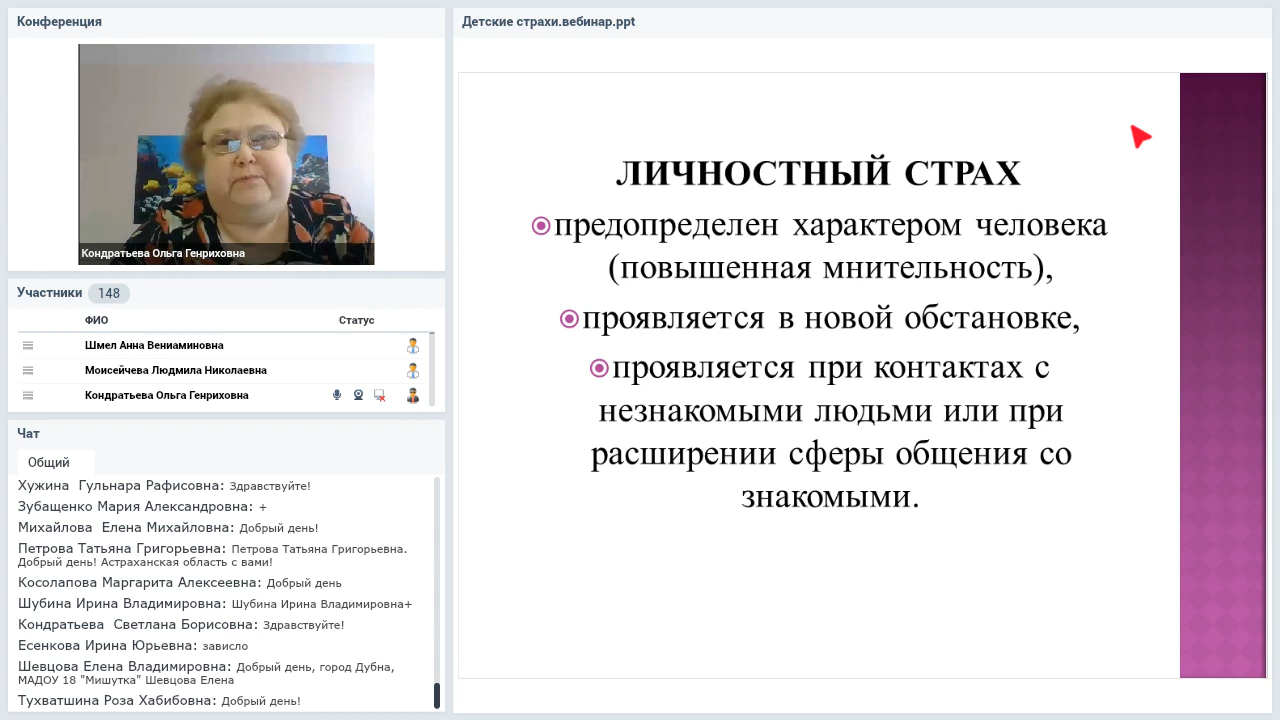 Конференция
Кондратьева Ольга Генриховна
Участники 148
ФИО Статус
Шмел Анна Вениаминовна
Моисейчева Людмила Николаевна
Кондратьева Ольга Генриховна
Чат
Общий
Хужина Гульнара Рафисовна: Здравствуйте!
Зубащенко Мария Александровна: +
Михайлова Елена Михайловна: Добрый день!
Петрова Татьяна Григорьевна: Петрова Татьяна Григорьевна.
Добрый день! Астраханская область с вами!
Косолапова Маргарита Алексеевна: Добрый день
Шубина Ирина Владимировна: Шубина Ирина Владимировна+
Кондратьева Светлана Борисовна: Здравствуйте!
Есенкова Ирина Юрьевна: зависло
Шевцова Елена Владимировна: Добрый день, город Дубна,
МАДОУ 18 "Мишутка" Шевцова Елена
Тухватшина Роза Хабибовна: Добрый день!
Детские страхи.вебинар.ppt
ЛИЧНОСТНЫЙ СТРАХ
предопределен характером человека
(повышенная мнительность),
проявляется в новой обстановке,
проявляется при контактах с
незнакомыми людьми или при
расширении сферы общения со
знакомыми.